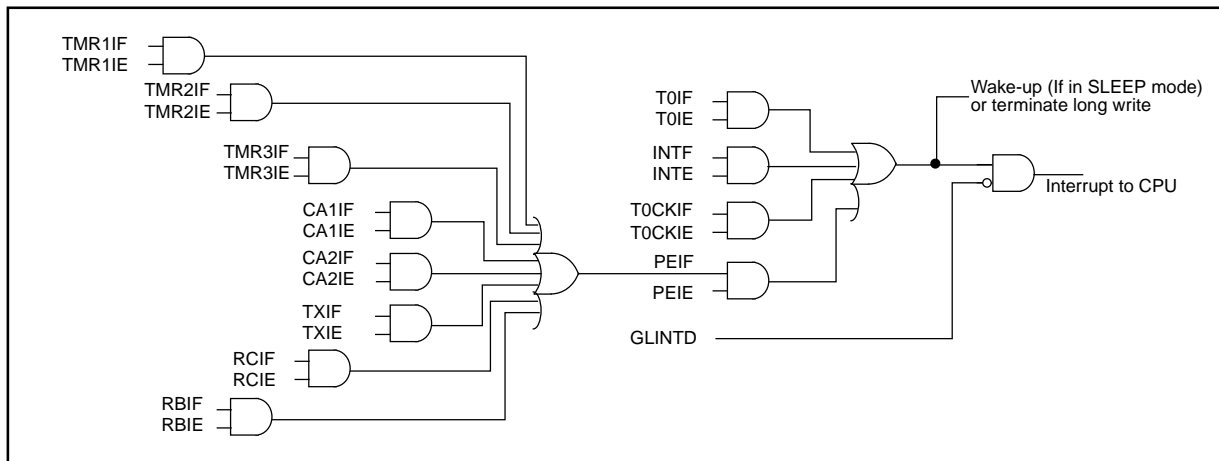 TMR1IF
TMR1IE
TMR2IF
TMR2IE
TMR3IF
TMR3IE
CA1IF
CA1IE
CA2IF
CA2IE
TXIF
TXIE
RCIF
RCIE
RBIF
RBIE
T0IF
T0IE
INTF
INTE
T0CKIF
T0CKIE
PEIF
PEIE
GLINTD
Wake-up (If in SLEEP mode)
or terminate long write
Interrupt to CPU